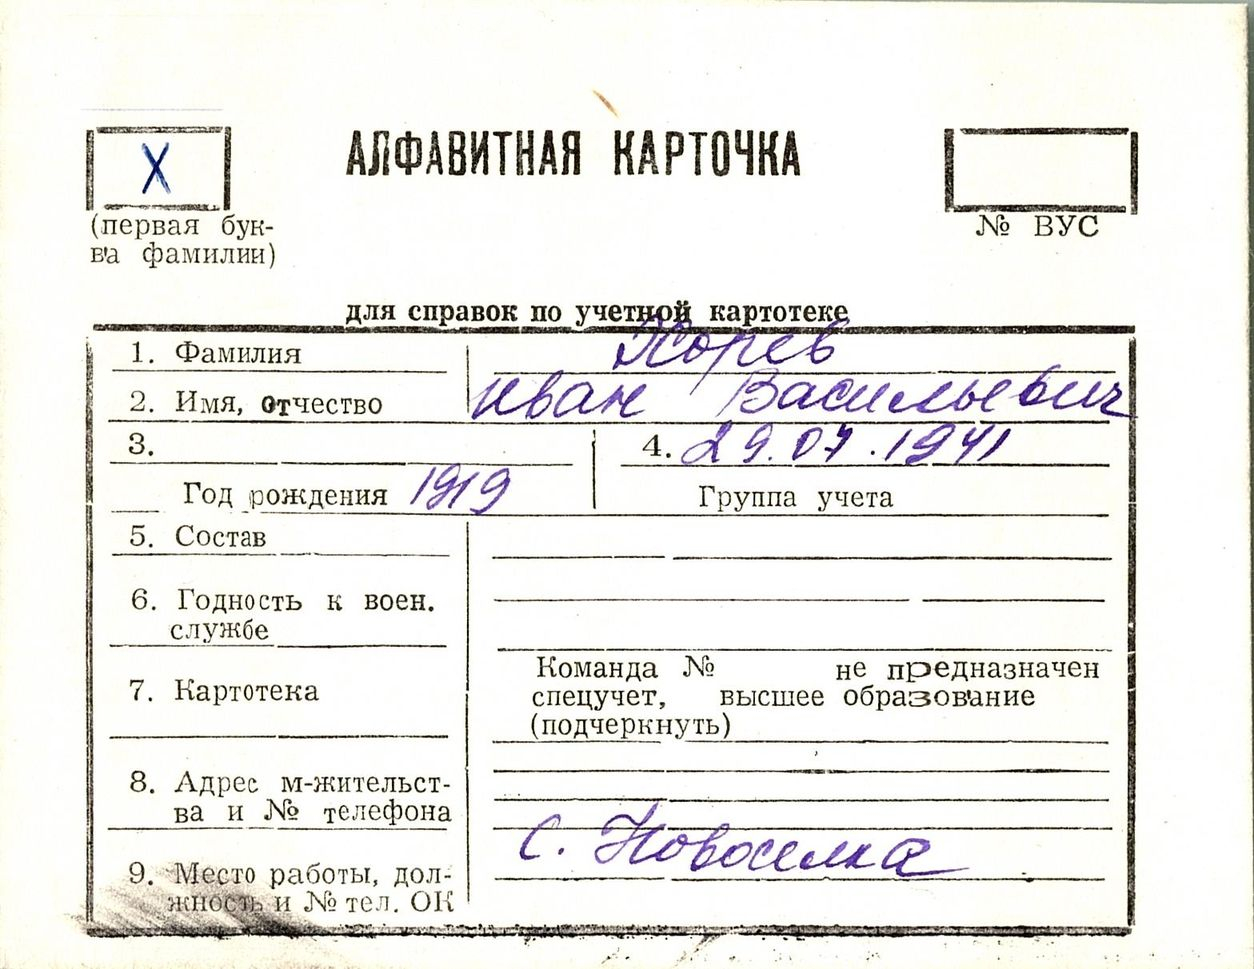 Х
АЛФАВИТНАЯ КАРТОЧКА
(первая бук-
ва фамилии)
№ ВУС
для справок по учетной картотеке
1. Фамилия Хорев
2. Имя, отчество Иван Васильевич
3.
4. 29.07.1941
Год рождения 1919
Группа учета
5. Состав
6. Годность к воен.
службе
7. Картотека
Команда № не предназначен
спецучет, высшее образование
(подчеркнуть)
8. Адрес м-жительст-
ва и № телефона
с. Новоселка
9. Место работы, дол-
жность и № тел. ОК